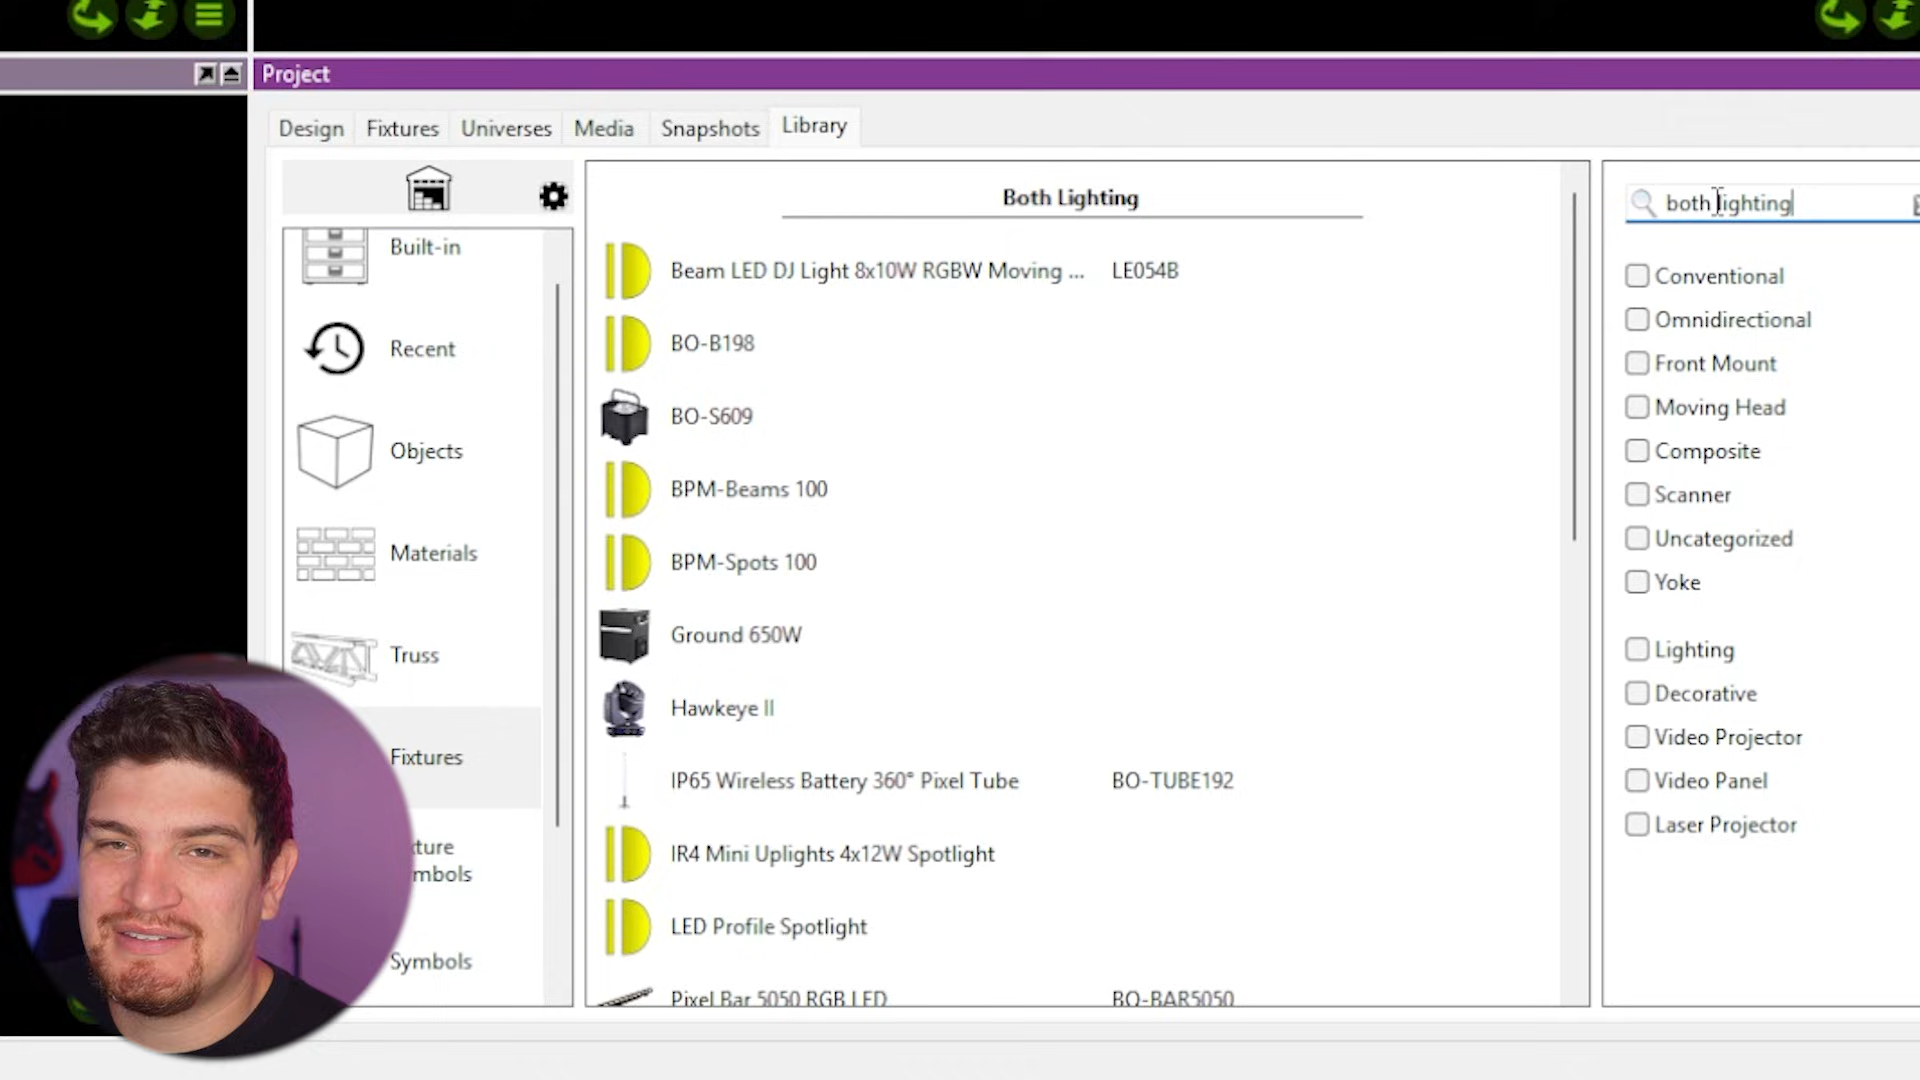 Project
Design Fixtures Universes Media Snapshots Library
Built-in
Recent
Objects
Materials
Truss
Fixtures
Symbols
Both Lighting
Beam LED DJ Light 8x10W RGBW Moving ... LE054B
BO-B198
BO-S609
BPM-Beams 100
BPM-Spots 100
Ground 650W
Hawkeye II
IP65 Wireless Battery 360° Pixel Tube BO-TUBE192
IR4 Mini Uplights 4x12W Spotlight
LED Profile Spotlight
Pixel Bar 5050 RGB LED BO-BAR5050
both lighting
Conventional
Omnidirectional
Front Mount
Moving Head
Composite
Scanner
Uncategorized
Yoke
Lighting
Decorative
Video Projector
Video Panel
Laser Projector